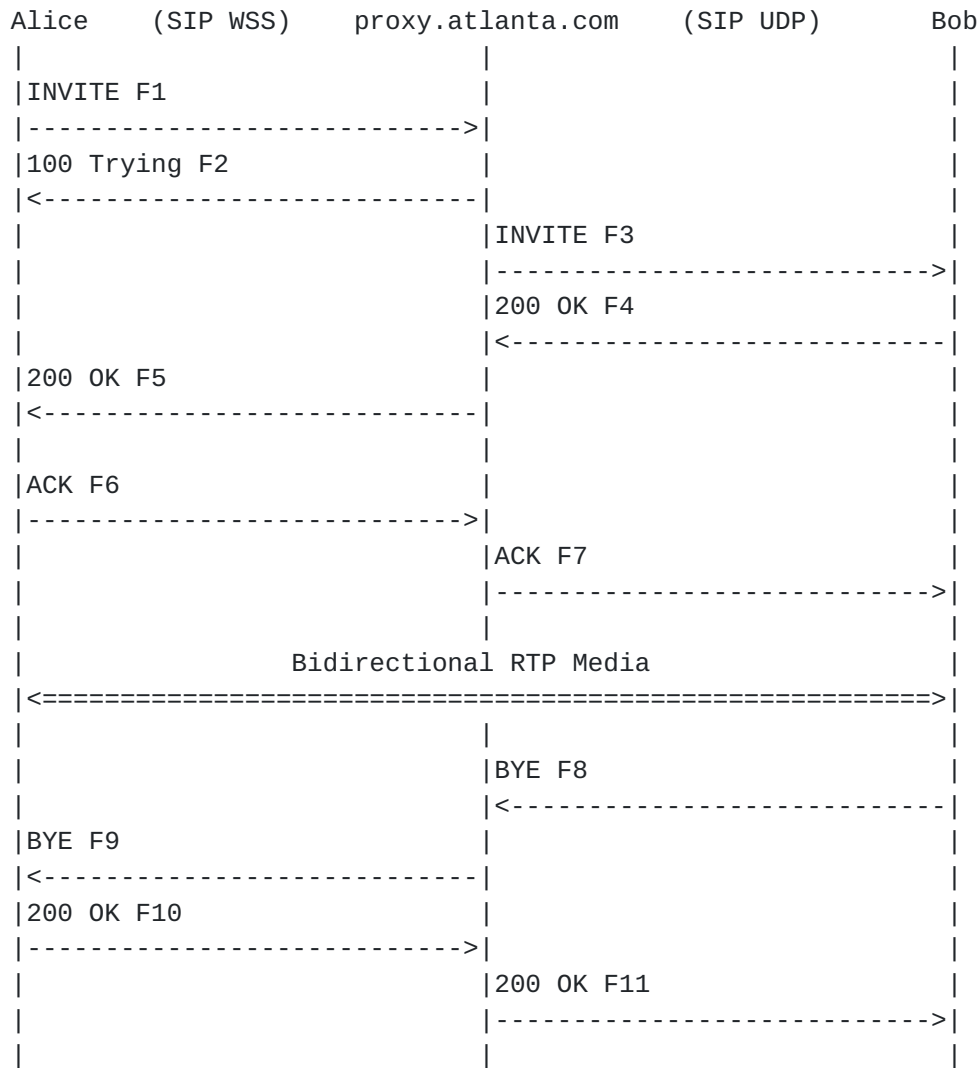 Alice (SIP WSS) proxy.atlanta.com (SIP UDP) Bob
INVITE F1
100 Trying F2
INVITE F3
200 OK F4
200 OK F5
ACK F6
ACK F7
Bidirectional RTP Media
BYE F8
BYE F9
200 OK F10
200 OK F11